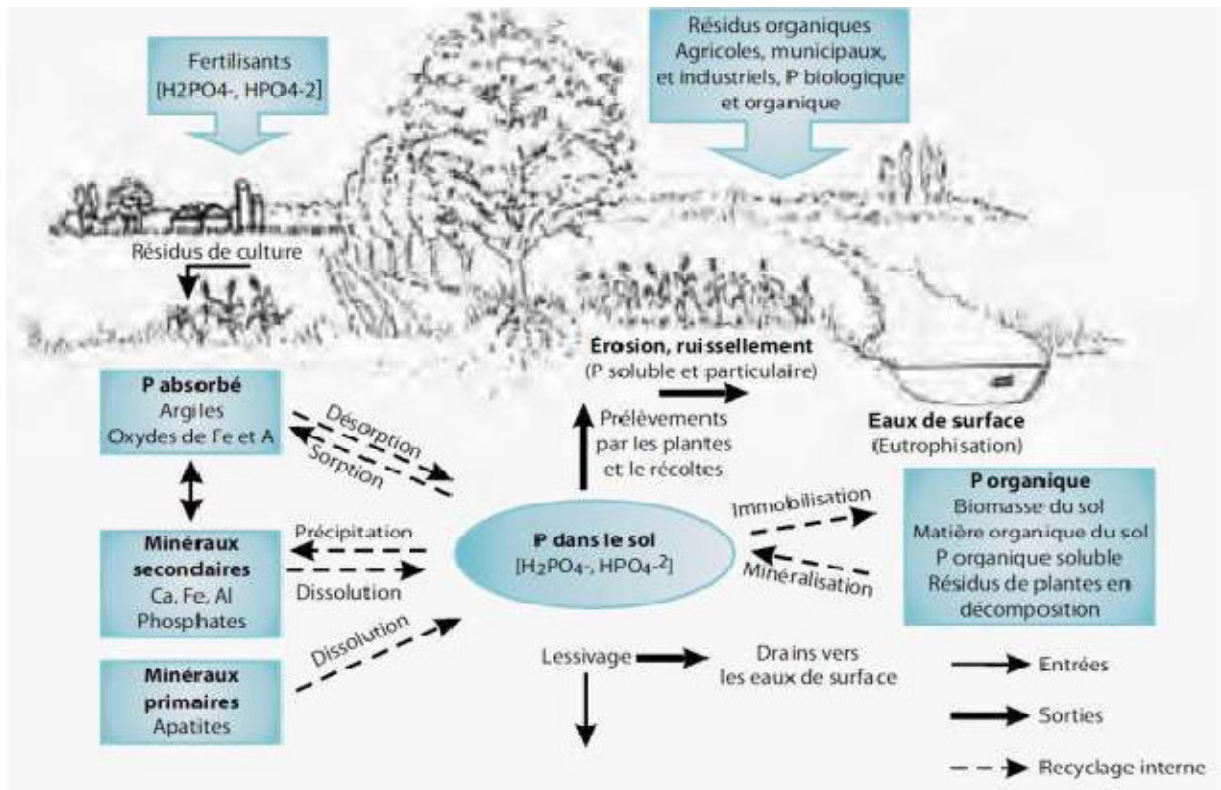 Fertilisants
[H2PO4-, HPO4-2]
Résidus organiques
Agricoles, municipaux,
et industriels, P biologique
et organique
Résidus de culture
Érosion, ruissellement
(P soluble et particulaire)
P absorbé
Argiles
Oxydes de Fe et A
Désorption
Sorption
Prélèvements
par les plantes
et le récoltes
Eaux de surface
(Eutrophisation)
Immobilisation
Minéralisation
P organique
Biomasse du sol
Matière organique du sol
P organique soluble
Résidus de plantes en
décomposition
Précipitation
Dissolution
P dans le sol
[H2PO4-, HPO4-2]
Minéraux
secondaires
Ca, Fe, Al
Phosphates
Dissolution
Minéraux
primaires
Apatites
Lessivage
Drains vers
les eaux de surface
Entrées
Sorties
Recyclage interne